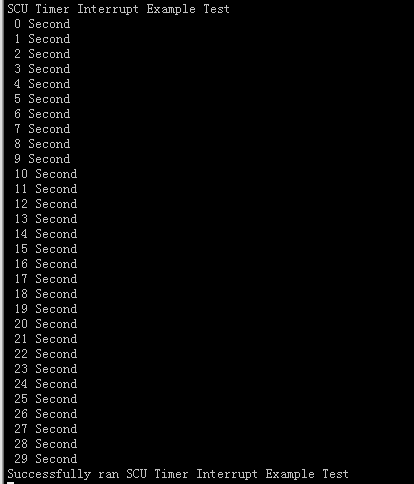 SCU Timer Interrupt Example Test
0 Second
1 Second
2 Second
3 Second
4 Second
5 Second
6 Second
7 Second
8 Second
9 Second
10 Second
11 Second
12 Second
13 Second
14 Second
15 Second
16 Second
17 Second
18 Second
19 Second
20 Second
21 Second
22 Second
23 Second
24 Second
25 Second
26 Second
27 Second
28 Second
29 Second
Successfully ran SCU Timer Interrupt Example Test